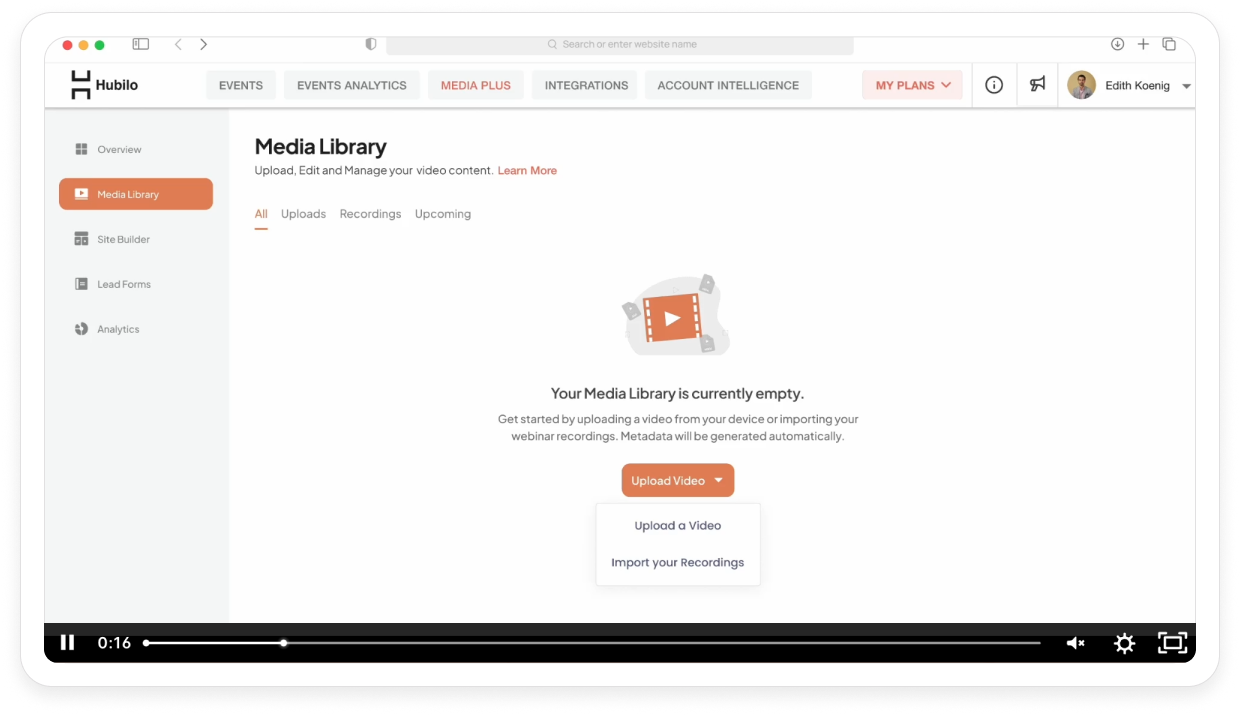 Search or enter website name
Hubilo
EVENTS
EVENTS ANALYTICS
MEDIA PLUS
INTEGRATIONS
ACCOUNT INTELLIGENCE
MY PLANS
Edith Koenig
Overview
Media Library
Site Builder
Lead Forms
Analytics
Media Library
Upload, Edit and Manage your video content. Learn More
All
Uploads
Recordings
Upcoming
Your Media Library is currently empty.
Get started by uploading a video from your device or importing your
webinar recordings. Metadata will be generated automatically.
Upload Video
Upload a Video
Import your Recordings
0:16